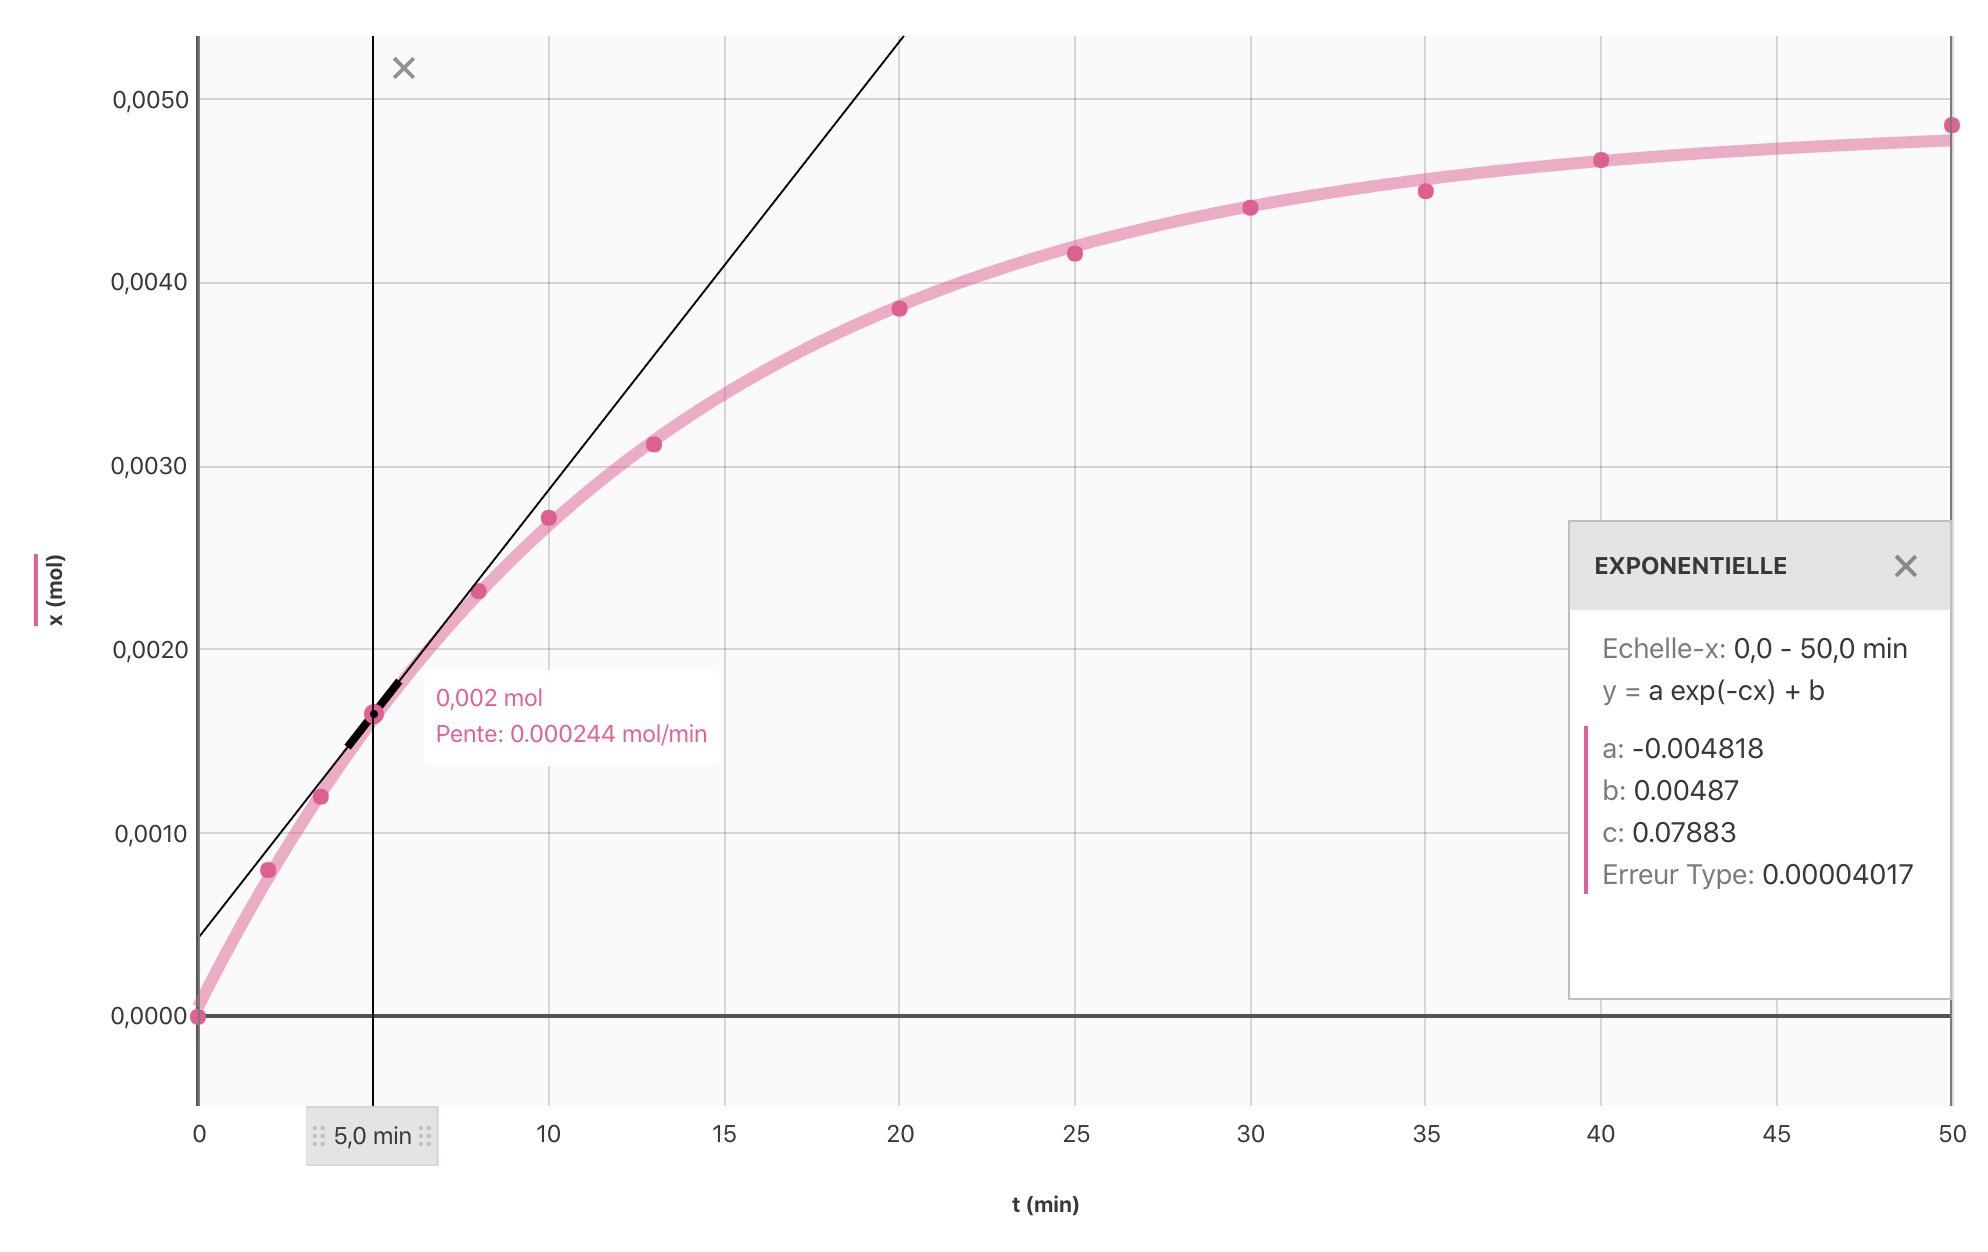 0,0050
0,0040
0,0030
0,0020
0,0010
0,0000
x (mol)
0,002 mol
Pente: 0.000244 mol/min
EXPONENTIELLE
Echelle-x: 0,0 - 50,0 min
y = a exp(-cx) + b
a: -0.004818
b: 0.00487
c: 0.07883
Erreur Type: 0.00004017
0
5,0 min
10
15
20
25
30
35
40
45
50
t (min)